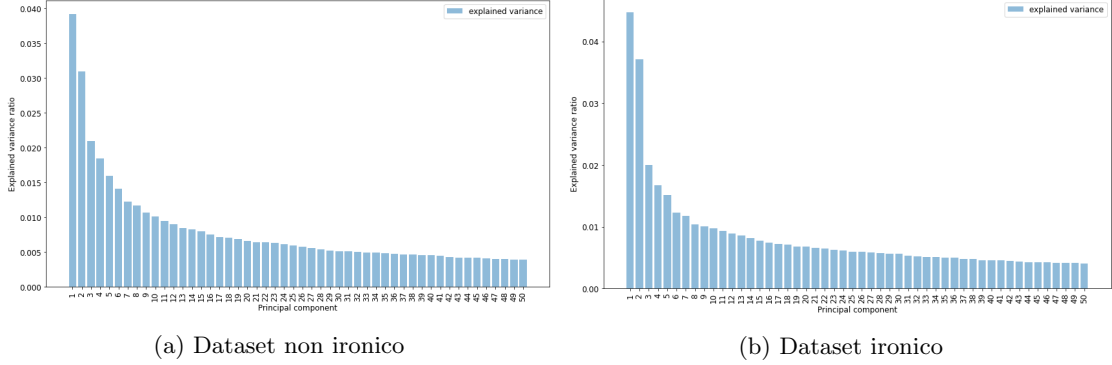 explained variance
0.040
0.035
0.030
0.025
0.020
0.015
0.010
0.005
0.000
Explained variance ratio
1 2 3 4 5 6 7 8 9 10 11 12 13 14 15 16 17 18 19 20 21 22 23 24 25 26 27 28 29 30 31 32 33 34 35 36 37 38 39 40 41 42 43 44 45 46 47 48 49 50
Principal component
(a) Dataset non ironico
explained variance
0.04
0.03
0.02
0.01
0.00
Explained variance ratio
1 2 3 4 5 6 7 8 9 10 11 12 13 14 15 16 17 18 19 20 21 22 23 24 25 26 27 28 29 30 31 32 33 34 35 36 37 38 39 40 41 42 43 44 45 46 47 48 49 50
Principal component
(b) Dataset ironico